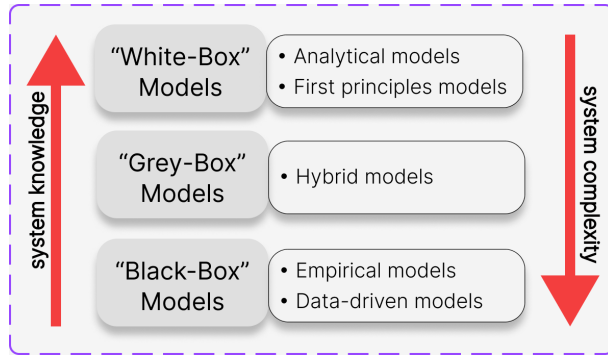 “White-Box”
Models
• Analytical models
• First principles models
“Grey-Box”
Models
• Hybrid models
“Black-Box”
Models
• Empirical models
• Data-driven models
system knowledge
system complexity